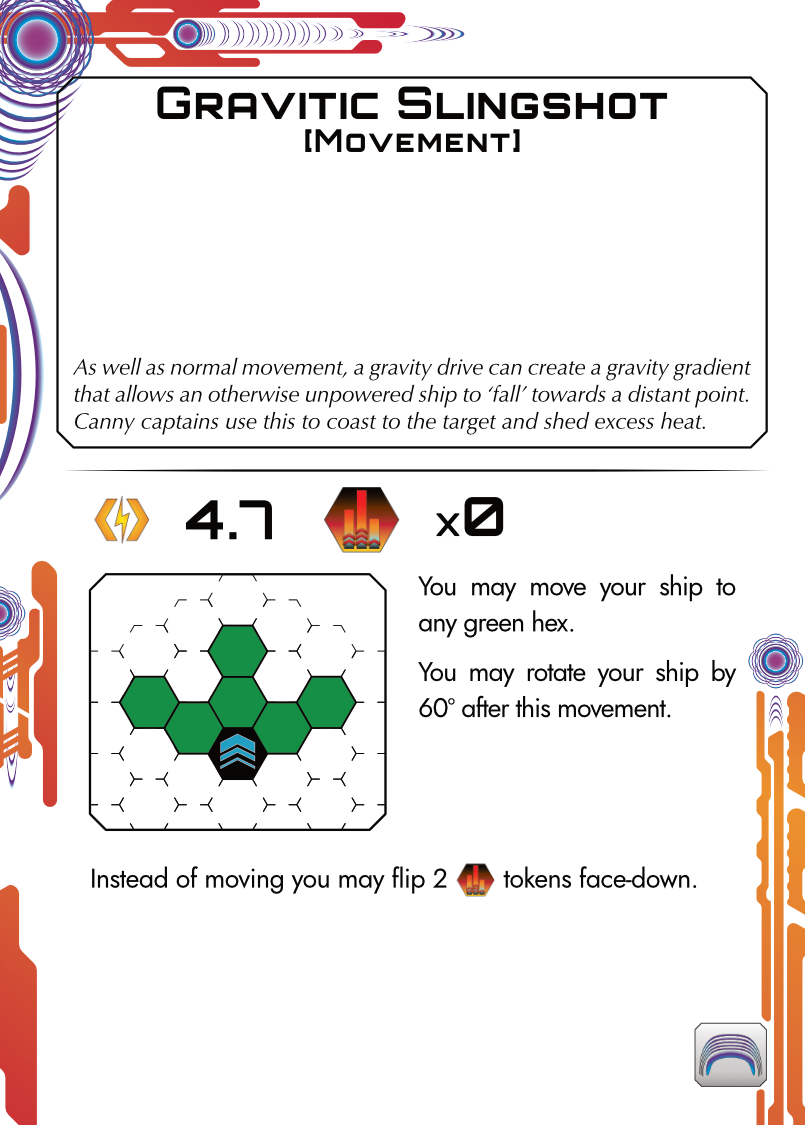 Gravitic Slingshot
[Movement]
As well as normal movement, a gravity drive can create a gravity gradient
that allows an otherwise unpowered ship to ‘fall’ towards a distant point.
Canny captains use this to coast to the target and shed excess heat.
4.7 x0
You may move your ship to
any green hex.
You may rotate your ship by
60° after this movement.
Instead of moving you may flip 2 tokens face-down.